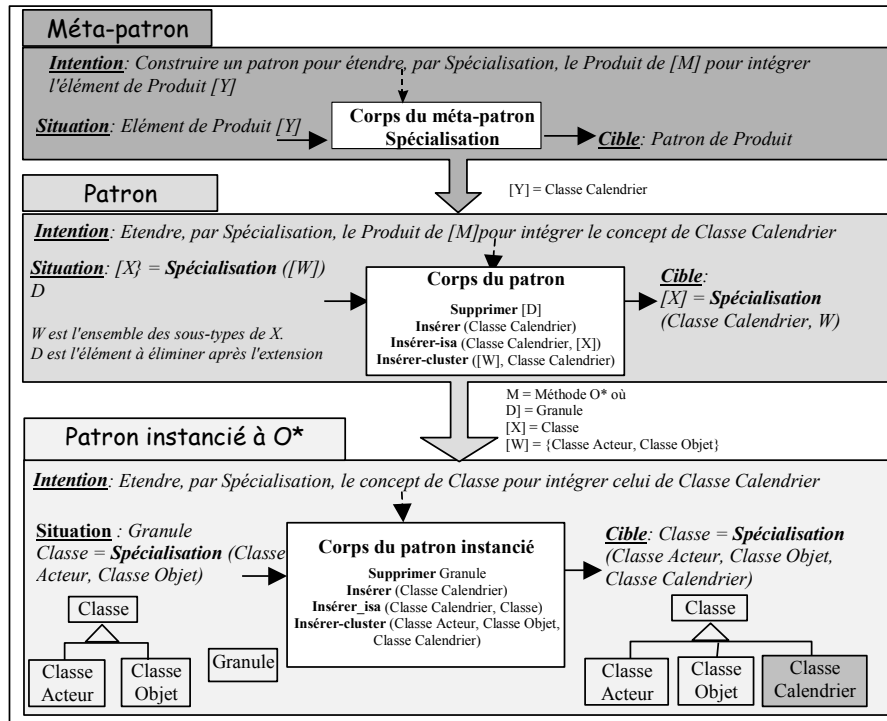 Méta-patron
Intention: Construire un patron pour étendre, par Spécialisation, le Produit de [M] pour intégrer
l'élément de Produit [Y]
Situation: Elément de Produit [Y]
Corps du méta-patron
Spécialisation
Cible: Patron de Produit
[Y] = Classe Calendrier
Patron
Intention: Etendre, par Spécialisation, le Produit de [M]pour intégrer le concept de Classe Calendrier
Situation: [X} = Spécialisation ([W])
D
W est l'ensemble des sous-types de X.
D est l'élément à éliminer après l'extension
Corps du patron
Supprimer [D]
Insérer (Classe Calendrier)
Insérer-isa (Classe Calendrier, [X])
Insérer-cluster ([W], Classe Calendrier)
Cible:
[X] = Spécialisation
(Classe Calendrier, W)
M = Méthode O* où
D] = Granule
[X] = Classe
[W] = {Classe Acteur, Classe Objet}
Patron instancié à O*
Intention: Etendre, par Spécialisation, le concept de Classe pour intégrer celui de Classe Calendrier
Situation : Granule
Classe = Spécialisation (Classe
Acteur, Classe Objet)
Corps du patron instancié
Supprimer Granule
Insérer (Classe Calendrier)
Insérer_isa (Classe Calendrier, Classe)
Insérer-cluster (Classe Acteur, Classe Objet,
Classe Calendrier)
Cible: Classe = Spécialisation
(Classe Acteur, Classe Objet,
Classe Calendrier)
Classe
Classe
Acteur
Classe
Objet
Granule
Classe
Classe
Acteur
Classe
Objet
Classe
Calendrier